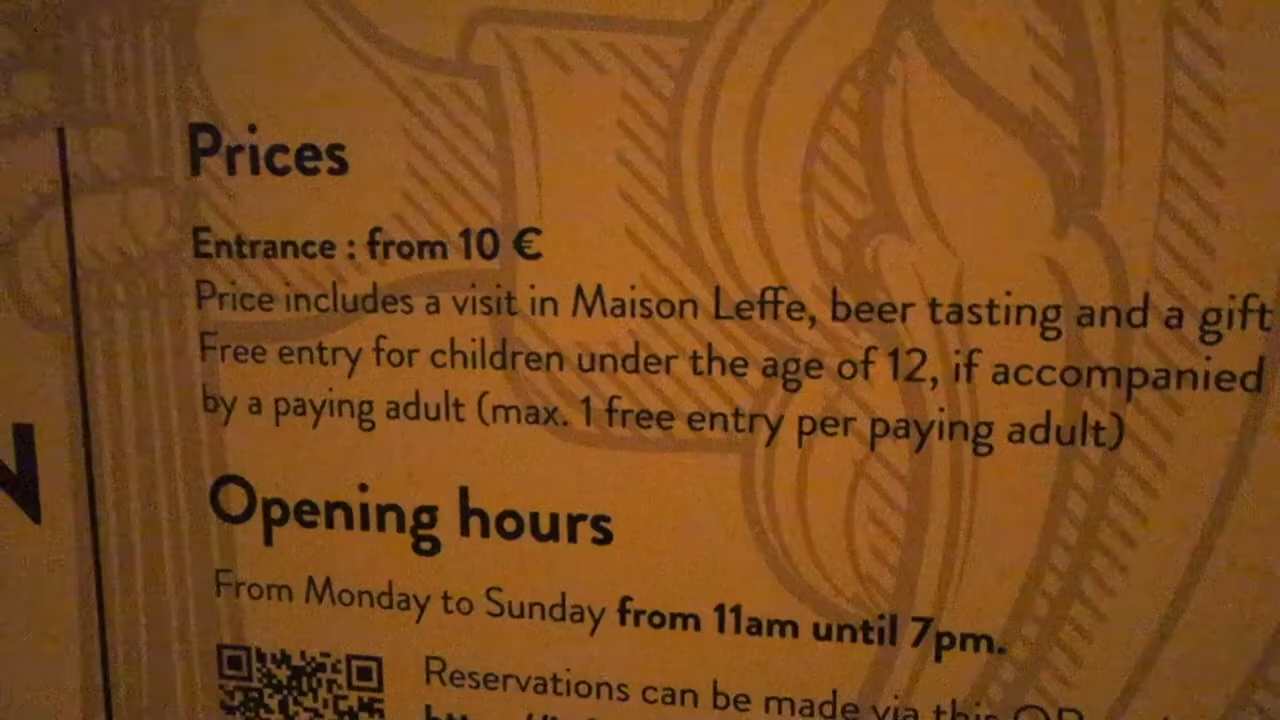 Prices
Entrance : from 10 €
Price includes a visit in Maison Leffe, beer tasting and a gift
Free entry for children under the age of 12, if accompanied
by a paying adult (max. 1 free entry per paying adult)
Opening hours
From Monday to Sunday from 11am until 7pm.
Reservations can be made via this QR